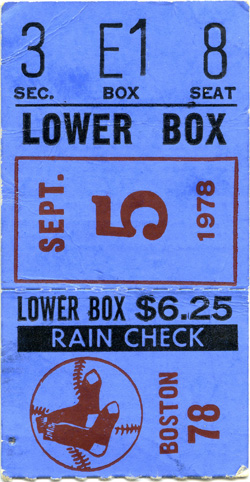 3 E1 8
SEC. BOX SEAT
LOWER BOX
SEPT. 5 1978
LOWER BOX $6.25
RAIN CHECK
BOSTON
78